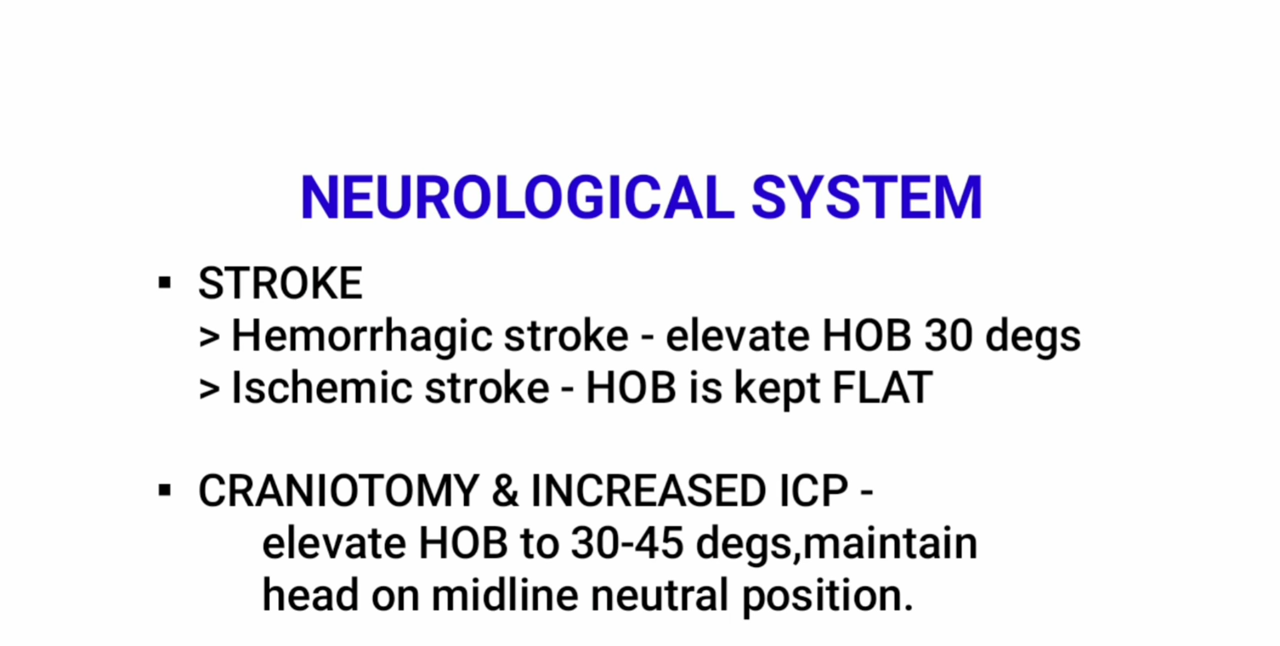 NEUROLOGICAL SYSTEM
▪ STROKE
> Hemorrhagic stroke - elevate HOB 30 degs
> Ischemic stroke - HOB is kept FLAT
▪ CRANIOTOMY & INCREASED ICP -
elevate HOB to 30-45 degs,maintain
head on midline neutral position.